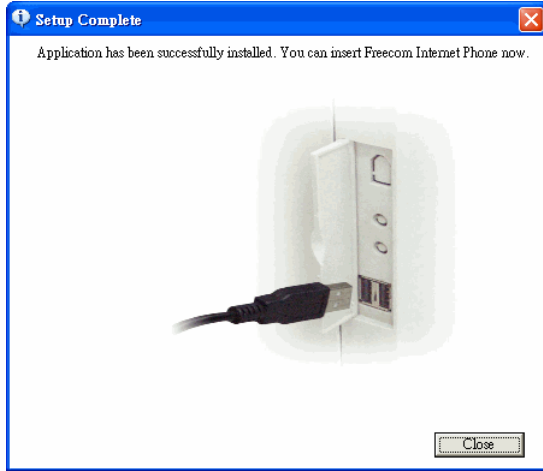 Setup Complete
Application has been successfully installed. You can insert Freecom Internet Phone now.
Close